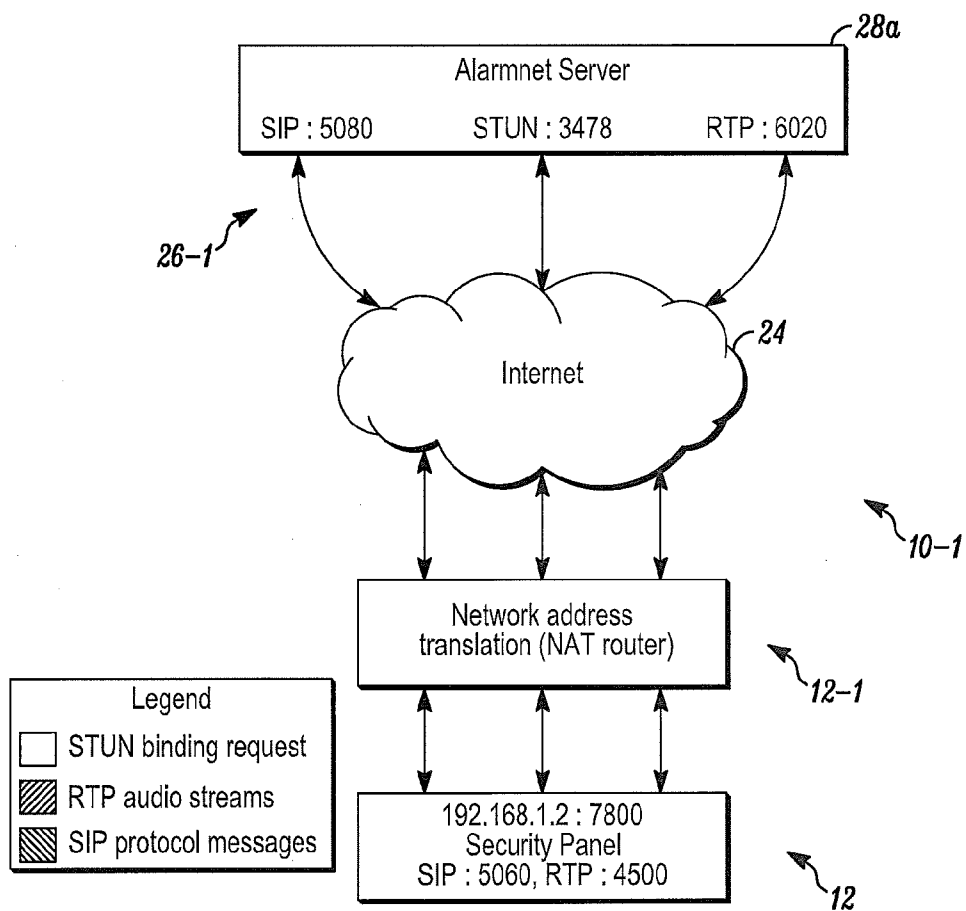 28a
Alarmnet Server
SIP : 5080 STUN : 3478 RTP : 6020
26-1
24
Internet
10-1
Network address
translation (NAT router)
12-1
Legend
STUN binding request
RTP audio streams
SIP protocol messages
192.168.1.2 : 7800
Security Panel
SIP : 5060, RTP : 4500
12